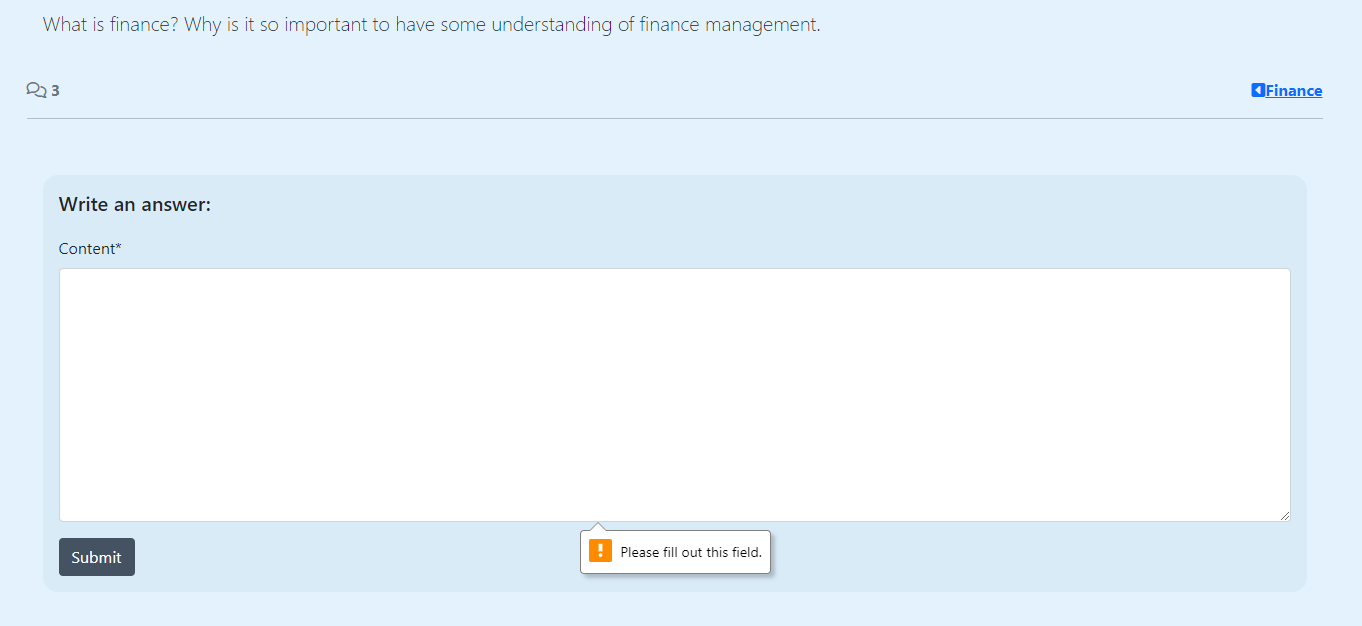 What is finance? Why is it so important to have some understanding of finance management.
3
Finance
Write an answer:
Content*
Please fill out this field.
Submit